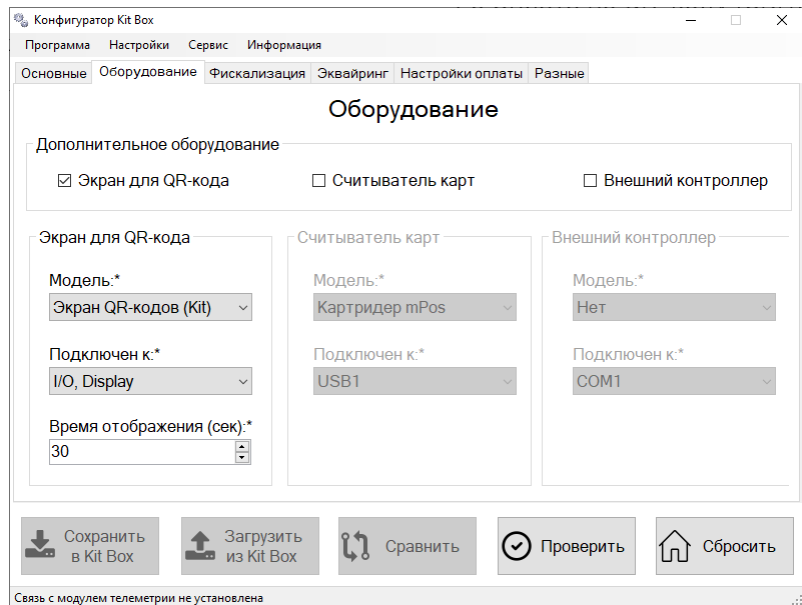 Конфигуратор Kit Box
Программа Настройки Сервис Информация
Основные Оборудование Фискализация Эквайринг Настройки оплаты Разные
Оборудование
Дополнительное оборудование
Экран для QR-кода Считыватель карт Внешний контроллер
Экран для QR-кода Считыватель карт Внешний контроллер
Модель:* Модель:* Модель:*
Экран QR-кодов (Kit) Картридер mPos Нет
Подключен к:* Подключен к:* Подключен к:*
I/O, Display USB1 COM1
Время отображения (сек):*
30
Сохранить Загрузить
в Kit Box из Kit Box Сравнить Проверить Сбросить
Связь с модулем телеметрии не установлена